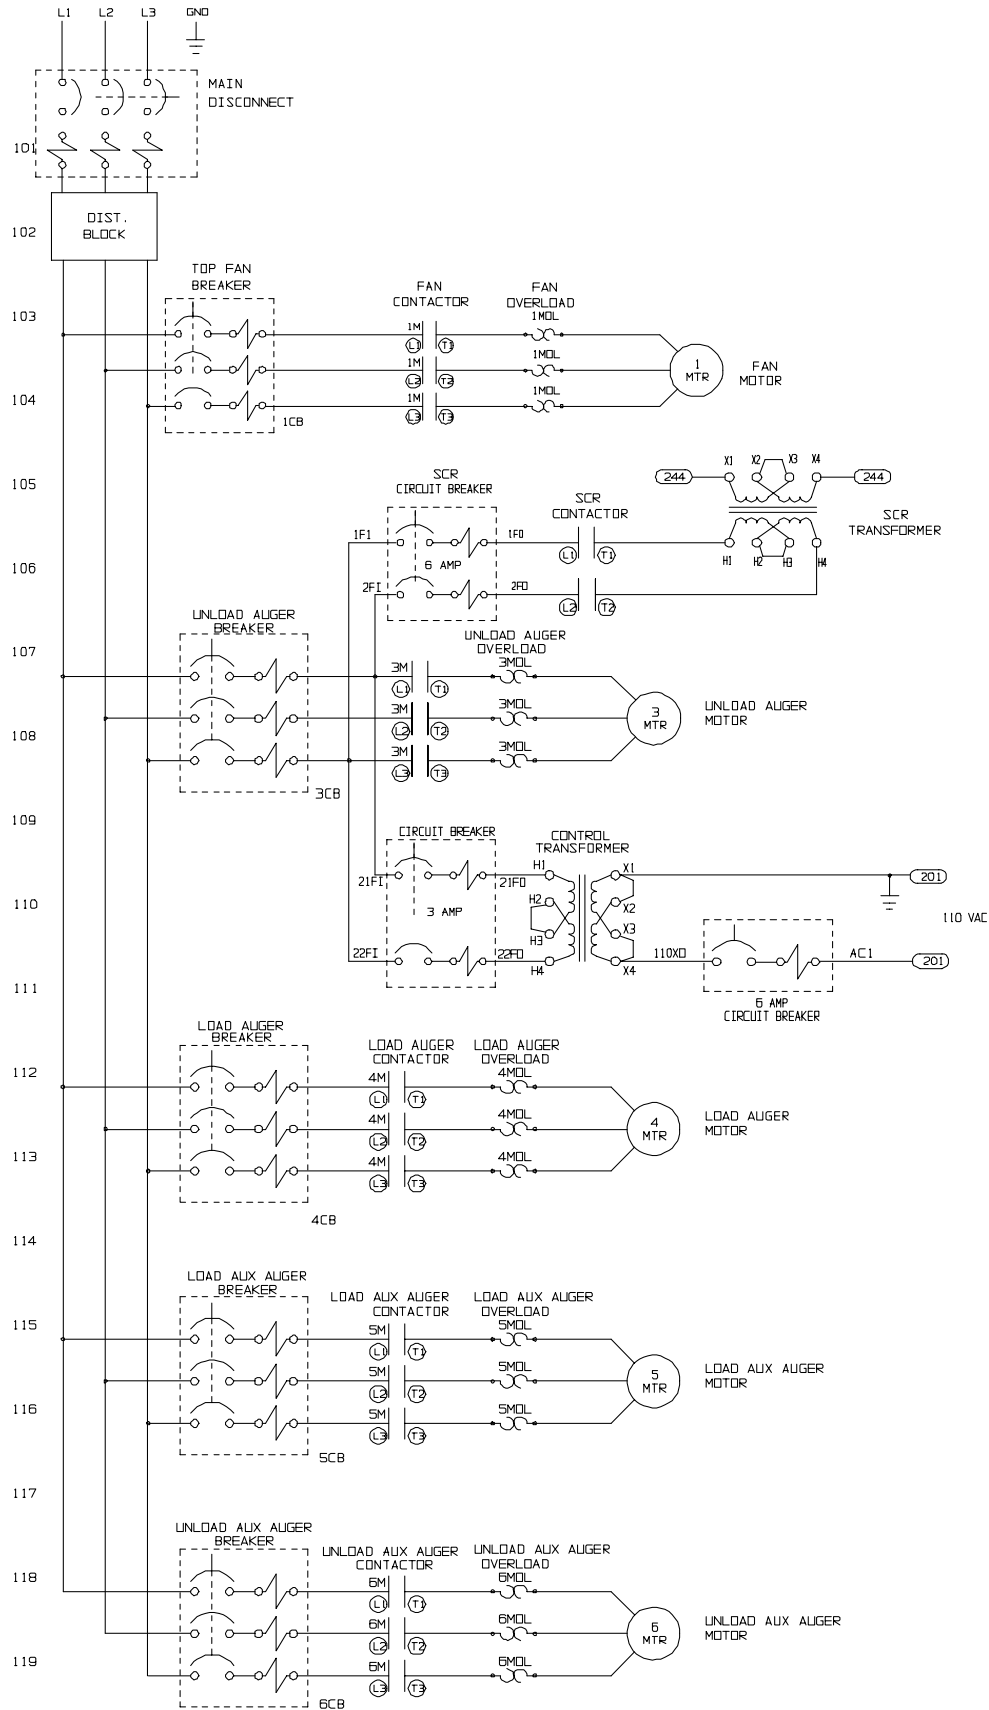 L1 L2 L3 GND
MAIN
DISCONNECT
101
DIST.
BLOCK
102
TOP FAN
BREAKER
FAN
CONTACTOR
FAN
OVERLOAD
103
1M
L1 T1
1MOL
1M
L2 T2
1MOL
1
MTR
FAN
MOTOR
104
1M
L3 T3
1MOL
1CB
X1 X2 X3 X4
244 244
105
SCR
CIRCUIT BREAKER
SCR
CONTACTOR
SCR
TRANSFORMER
1F1 1FO
L1 T1
H1 H2 H3 H4
106
6 AMP
2FI 2FO
L2 T2
UNLOAD AUGER
BREAKER
UNLOAD AUGER
OVERLOAD
107
3M
L1 T1
3MOL
3M
L2 T2
3MOL
3
MTR
UNLOAD AUGER
MOTOR
108
3M
L3 T3
3MOL
3CB
109
CIRCUIT BREAKER
CONTROL
TRANSFORMER
21FI 21FO
H1 X1
201
110
3 AMP
H2 X2
110 VAC
H3 X3
22FI 22FO
H4 X4
110XO
AC1
201
111
6 AMP
CIRCUIT BREAKER
LOAD AUGER
BREAKER
LOAD AUGER
CONTACTOR
LOAD AUGER
OVERLOAD
112
4M
L1 T1
4MOL
4M
L2 T2
4MOL
4
MTR
LOAD AUGER
MOTOR
113
4M
L3 T3
4MOL
4CB
114
LOAD AUX AUGER
BREAKER
LOAD AUX AUGER
CONTACTOR
LOAD AUX AUGER
OVERLOAD
115
5M
L1 T1
5MOL
5M
L2 T2
5MOL
5
MTR
LOAD AUX AUGER
MOTOR
116
5M
L3 T3
5MOL
5CB
117
UNLOAD AUX AUGER
BREAKER
UNLOAD AUX AUGER
CONTACTOR
UNLOAD AUX AUGER
OVERLOAD
118
6M
L1 T1
6MOL
6M
L2 T2
6MOL
6
MTR
UNLOAD AUX AUGER
MOTOR
119
6M
L3 T3
6MOL
6CB